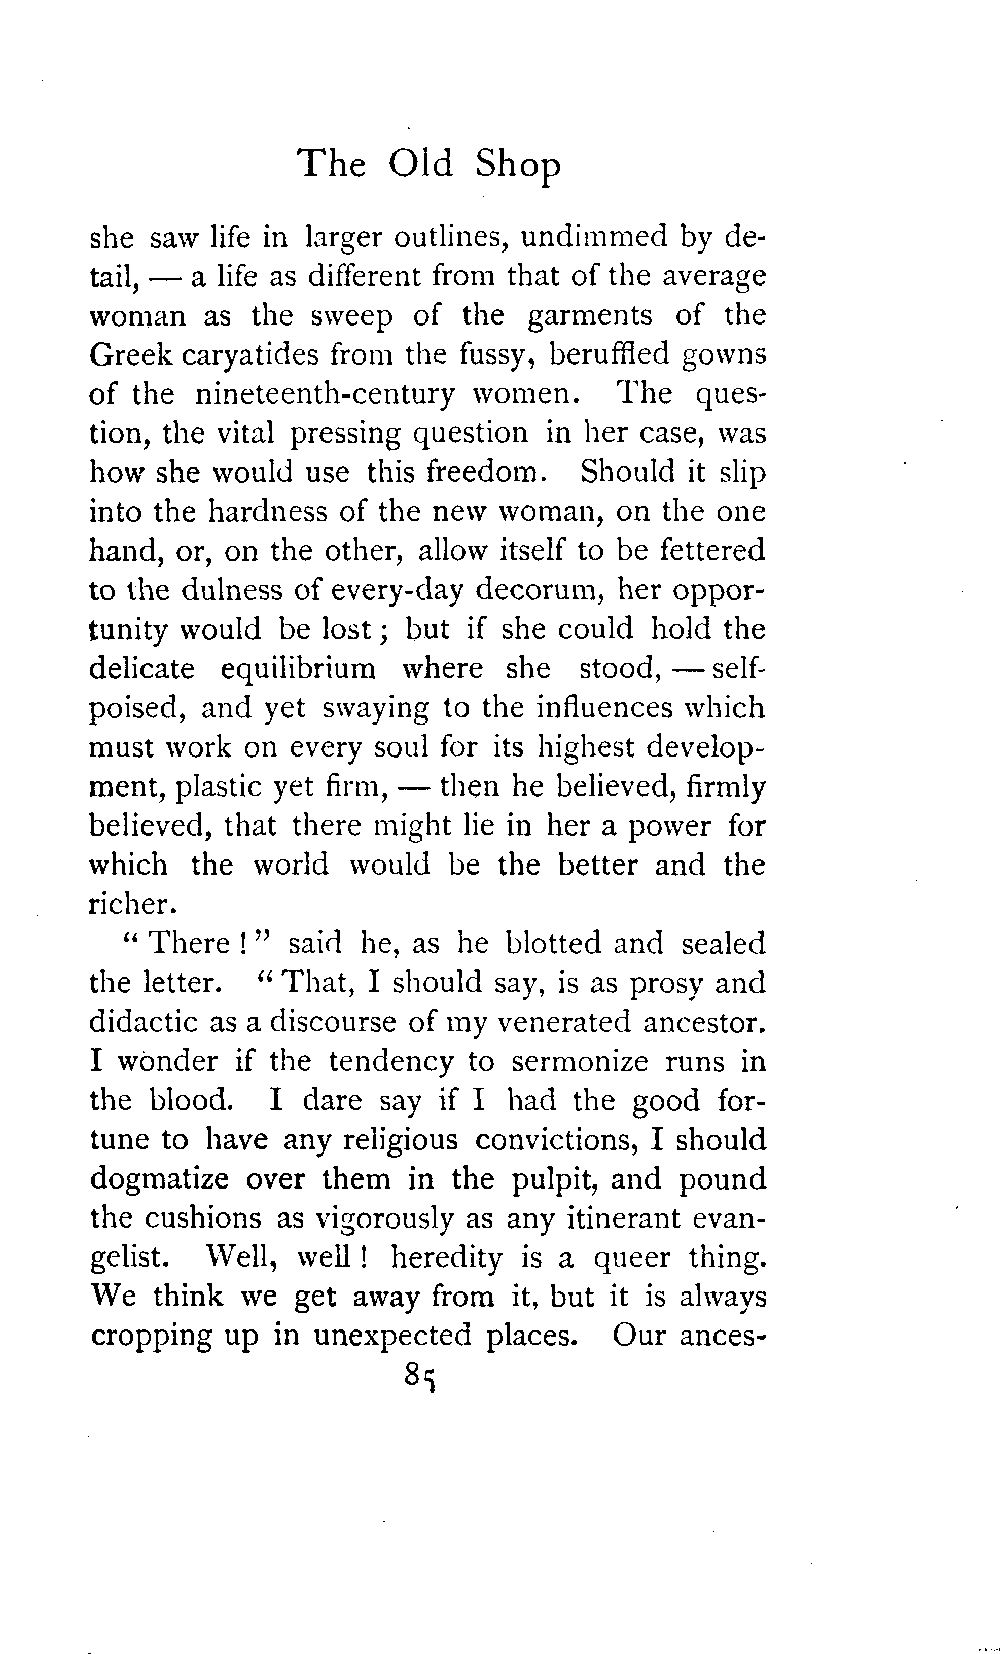 The Old Shop
she saw life in larger outlines, undimmed by de-
tail, — a life as different from that of the average
woman as the sweep of the garments of the
Greek caryatides from the fussy, beruffled gowns
of the nineteenth-century women. The ques-
tion, the vital pressing question in her case, was
how she would use this freedom. Should it slip
into the hardness of the new woman, on the one
hand, or, on the other, allow itself to be fettered
to the dulness of every-day decorum, her oppor-
tunity would be lost; but if she could hold the
delicate equilibrium where she stood, — self-
poised, and yet swaying to the influences which
must work on every soul for its highest develop-
ment, plastic yet firm, — then he believed, firmly
believed, that there might lie in her a power for
which the world would be the better and the
richer.
“There!” said he, as he blotted and sealed
the letter. “That, I should say, is as prosy and
didactic as a discourse of my venerated ancestor.
I wonder if the tendency to sermonize runs in
the blood. I dare say if I had the good for-
tune to have any religious convictions, I should
dogmatize over them in the pulpit, and pound
the cushions as vigorously as any itinerant evan-
gelist. Well, well! heredity is a queer thing.
We think we get away from it, but it is always
cropping up in unexpected places. Our ances-
85